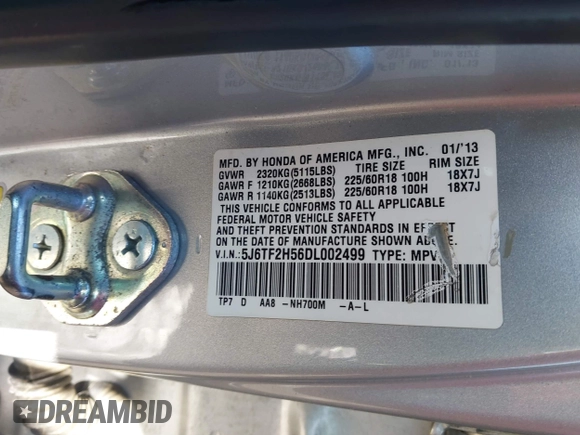 MFD. BY HONDA OF AMERICA MFG., INC. 01/'13
GVWR 2320KG(5115LBS) TIRE SIZE RIM SIZE
GAWR F 1210KG(2668LBS) 225/60R18 100H 18X7J
GAWR R 1140KG(2513LBS) 225/60R18 100H 18X7J
THIS VEHICLE CONFORMS TO ALL APPLICABLE
FEDERAL MOTOR VEHICLE SAFETY
AND THEFT PREVENTION STANDARDS IN EFFECT
ON THE DATE OF MANUFACTURE SHOWN ABOVE.
V.I.N.: 5J6TF2H56DL002499 TYPE: MPV
TP7 D AA8 -NH700M -A-L
DREAMBID